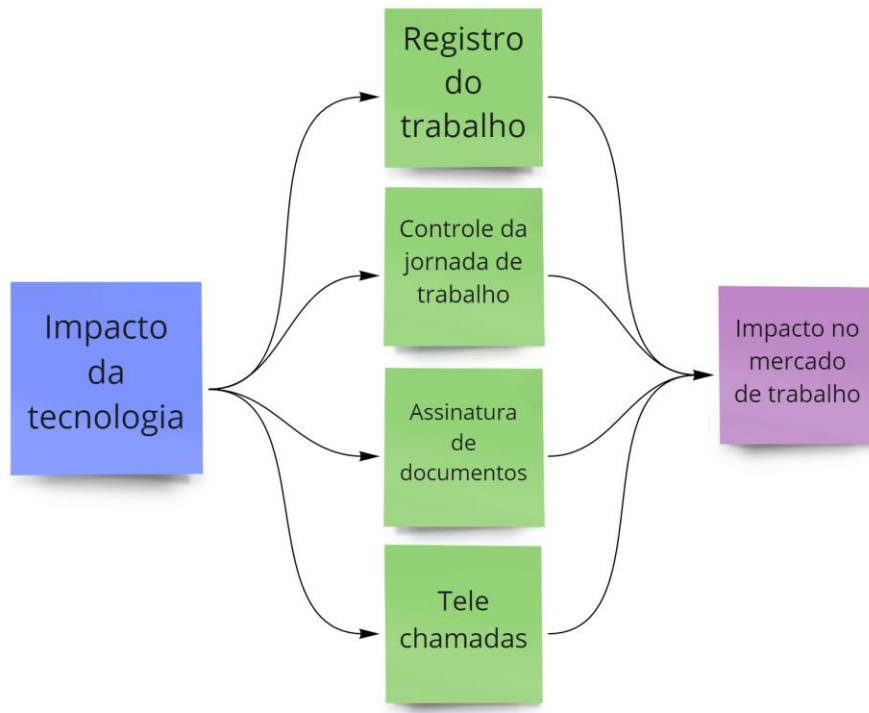 Impacto
da
tecnologia
Registro
do
trabalho
Controle da
jornada de
trabalho
Assinatura
de
documentos
Tele
chamadas
Impacto no
mercado
de trabalho